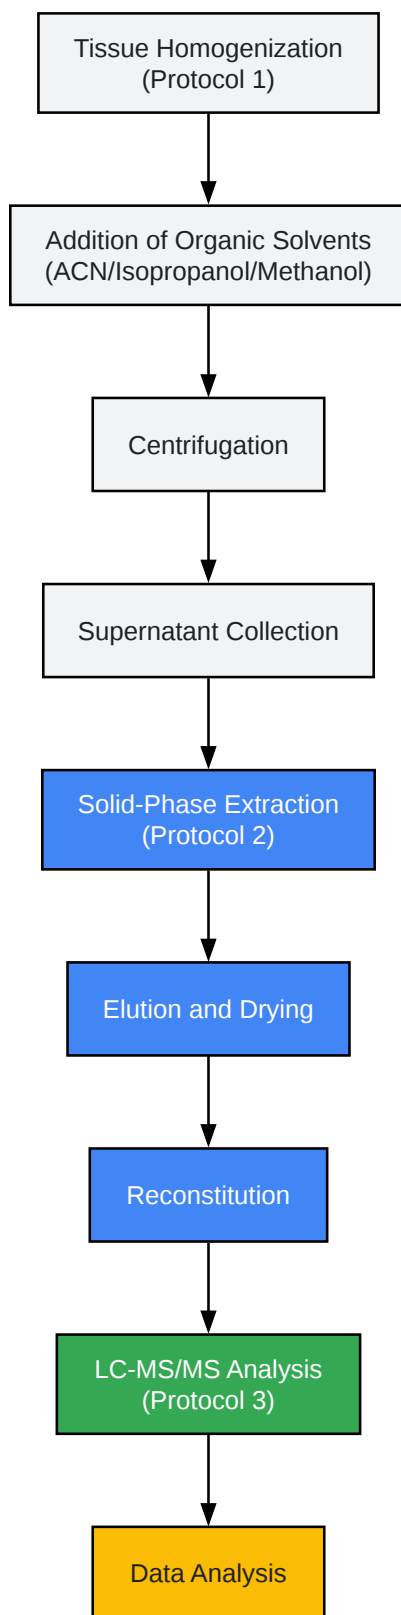 Tissue Homogenization
(Protocol 1)
Addition of Organic Solvents
(ACN/Isopropanol/Methanol)
Centrifugation
Supernatant Collection
Solid-Phase Extraction
(Protocol 2)
Elution and Drying
Reconstitution
LC-MS/MS Analysis
(Protocol 3)
Data Analysis